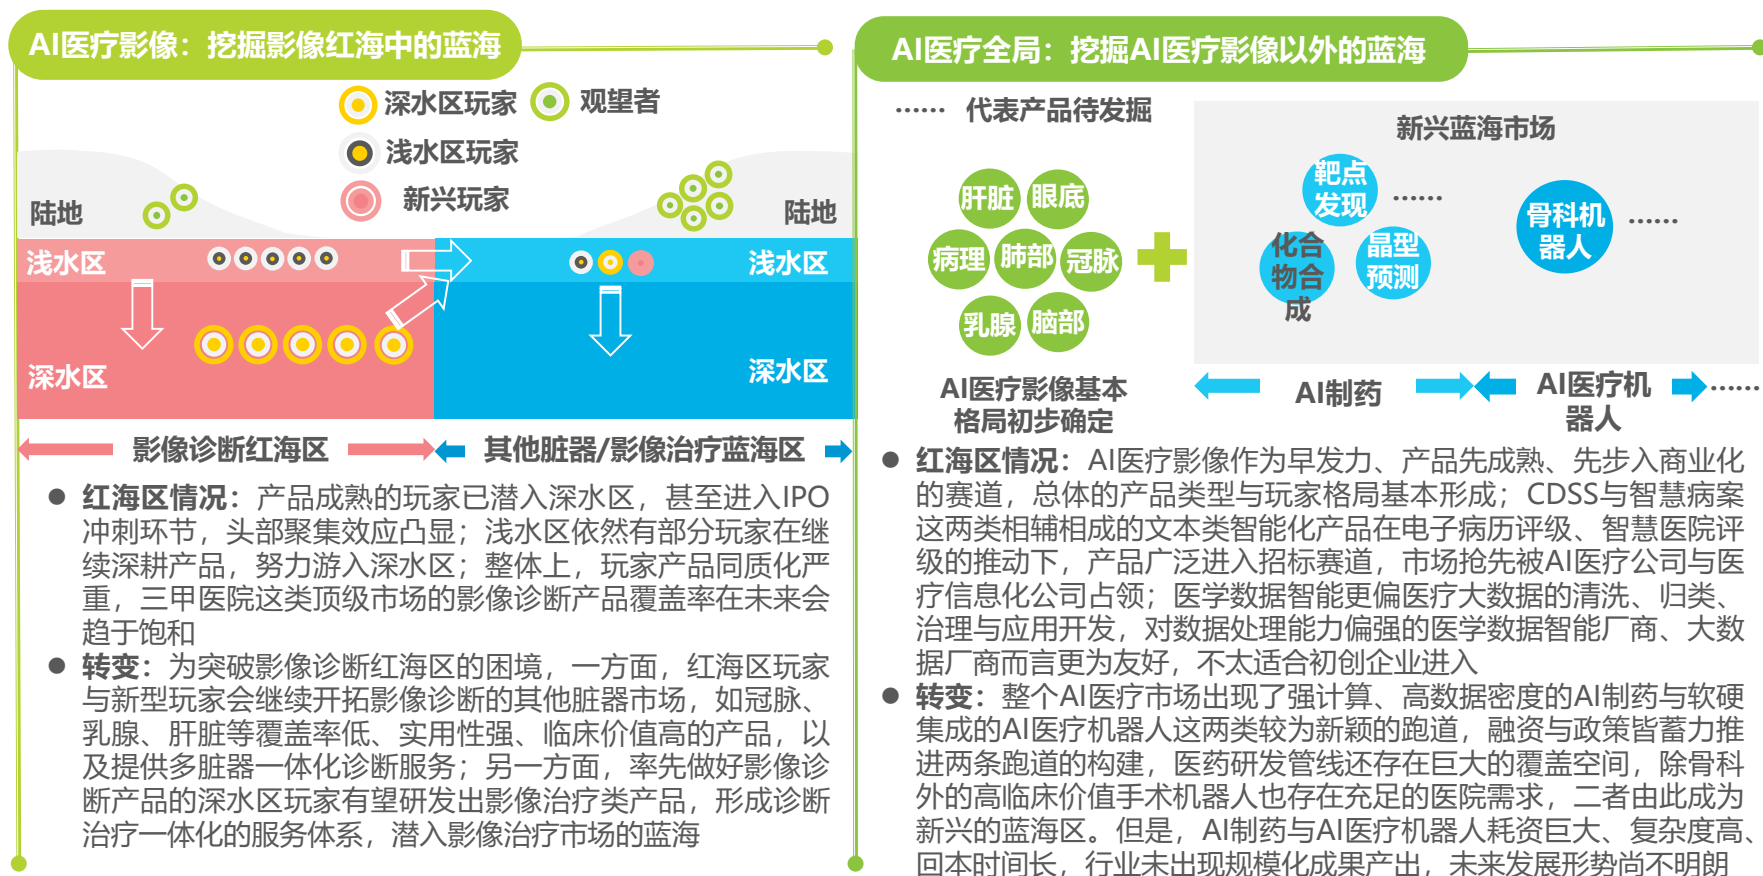 AI医疗影像：挖掘影像红海中的蓝海
深水区玩家
观望者
浅水区玩家
新兴玩家
陆地
陆地
浅水区
浅水区
深水区
深水区
影像诊断红海区
其他脏器/影像治疗蓝海区
● 红海区情况：产品成熟的玩家已潜入深水区，甚至进入IPO
冲刺环节，头部聚集效应凸显；浅水区依然有部分玩家在继
续深耕产品，努力游入深水区；整体上，玩家产品同质化严
重，三甲医院这类顶级市场的影像诊断产品覆盖率在未来会
趋于饱和
● 转变：为突破影像诊断红海区的困境，一方面，红海区玩家
与新型玩家会继续开拓影像诊断的其他脏器市场，如冠脉、
乳腺、肝脏等覆盖率低、实用性强、临床价值高的产品，以
及提供多脏器一体化诊断服务；另一方面，率先做好影像诊
断产品的深水区玩家有望研发出影像治疗类产品，形成诊断
治疗一体化的服务体系，潜入影像治疗市场的蓝海
AI医疗全局：挖掘AI医疗影像以外的蓝海
…… 代表产品待发掘
新兴蓝海市场
肝脏
眼底
病理
肺部
冠脉
乳腺
脑部
靶点
发现
……
化合
物合
成
晶型
预测
骨科机
器人
……
AI医疗影像基本
格局初步确定
AI制药
AI医疗机
器人
……
● 红海区情况：AI医疗影像作为早发力、产品先成熟、先步入商业化
的赛道，总体的产品类型与玩家格局基本形成；CDSS与智慧病案
这两类相辅相成的文本类智能化产品在电子病历评级、智慧医院评
级的推动下，产品广泛进入招标赛道，市场抢先被AI医疗公司与医
疗信息化公司占领；医学数据智能更偏医疗大数据的清洗、归类、
治理与应用开发，对数据处理能力偏强的医学数据智能厂商、大数
据厂商而言更为友好，不太适合初创企业进入
● 转变：整个AI医疗市场出现了强计算、高数据密度的AI制药与软硬
集成的AI医疗机器人这两类较为新颖的跑道，融资与政策皆蓄力推
进两条跑道的构建，医药研发管线还存在巨大的覆盖空间，除骨科
外的高临床价值手术机器人也存在充足的医院需求，二者由此成为
新兴的蓝海区。但是，AI制药与AI医疗机器人耗资巨大、复杂度高、
回本时间长，行业未出现规模化成果产出，未来发展形势尚不明朗